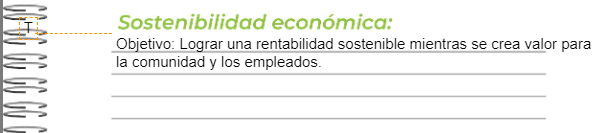 Sostenibilidad económica:
T
Objetivo: Lograr una rentabilidad sostenible mientras se crea valor para
la comunidad y los empleados.